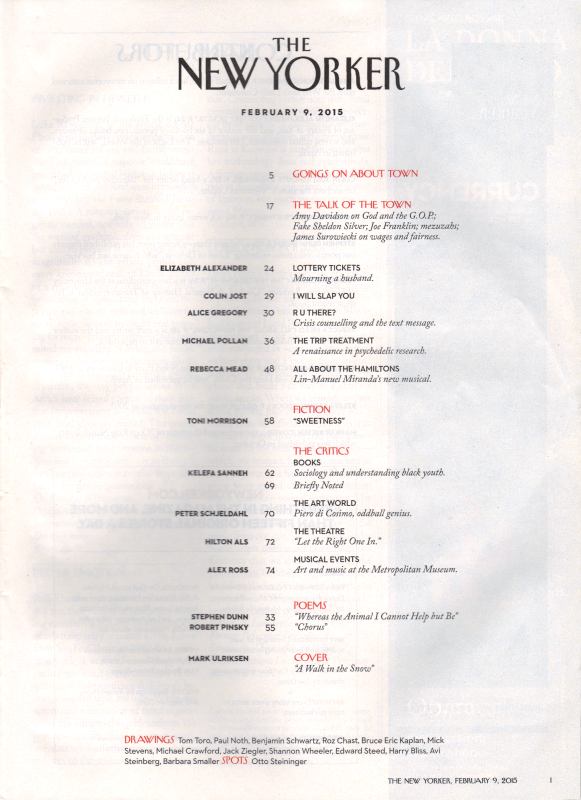 THE
NEW YORKER
FEBRUARY 9, 2015
5 GOINGS ON ABOUT TOWN
17 THE TALK OF THE TOWN
Amy Davidson on God and the G.O.P.;
Fake Sheldon Silver; Joe Franklin; mezuzahs;
James Surowiecki on wages and fairness.
ELIZABETH ALEXANDER 24 LOTTERY TICKETS
Mourning a husband.
COLIN JOST 29 I WILL SLAP YOU
ALICE GREGORY 30 R U THERE?
Crisis counselling and the text message.
MICHAEL POLLAN 36 THE TRIP TREATMENT
A renaissance in psychedelic research.
REBECCA MEAD 48 ALL ABOUT THE HAMILTONS
Lin-Manuel Miranda's new musical.
FICTION
TONI MORRISON 58 "SWEETNESS"
THE CRITICS
BOOKS
KELEFA SANNEH 62 Sociology and understanding black youth.
69 Briefly Noted
THE ART WORLD
PETER SCHJELDAHL 70 Piero di Cosimo, oddball genius.
THE THEATRE
HILTON ALS 72 "Let the Right One In."
MUSICAL EVENTS
ALEX ROSS 74 Art and music at the Metropolitan Museum.
POEMS
STEPHEN DUNN 33 "Whereas the Animal I Cannot Help but Be"
ROBERT PINSKY 55 "Chorus"
COVER
MARK ULRIKSEN "A Walk in the Snow"
DRAWINGS Tom Toro, Paul Noth, Benjamin Schwartz, Roz Chast, Bruce Eric Kaplan, Mick
Stevens, Michael Crawford, Jack Ziegler, Shannon Wheeler, Edward Steed, Harry Bliss, Avi
Steinberg, Barbara Smaller SPOTS Otto Steininger
THE NEW YORKER, FEBRUARY 9, 2015 1